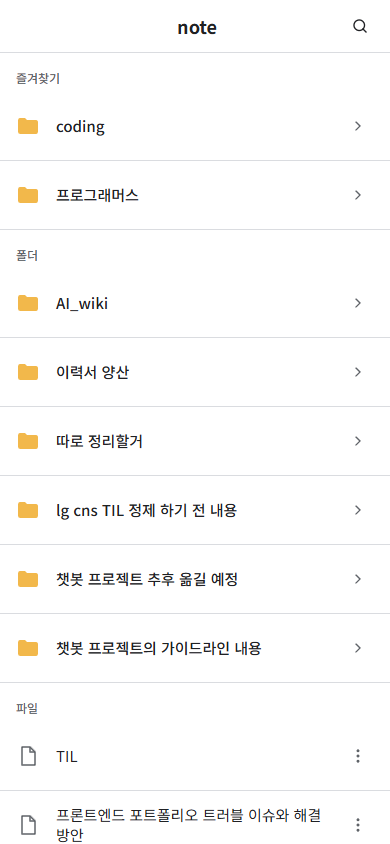 note
즐겨찾기
coding
프로그래머스
폴더
AI_wiki
이력서 양산
따로 정리할거
lg cns TIL 정제 하기 전 내용
챗봇 프로젝트 추후 옮길 예정
챗봇 프로젝트의 가이드라인 내용
파일
TIL
프론트엔드 포트폴리오 트러블 이슈와 해결
방안